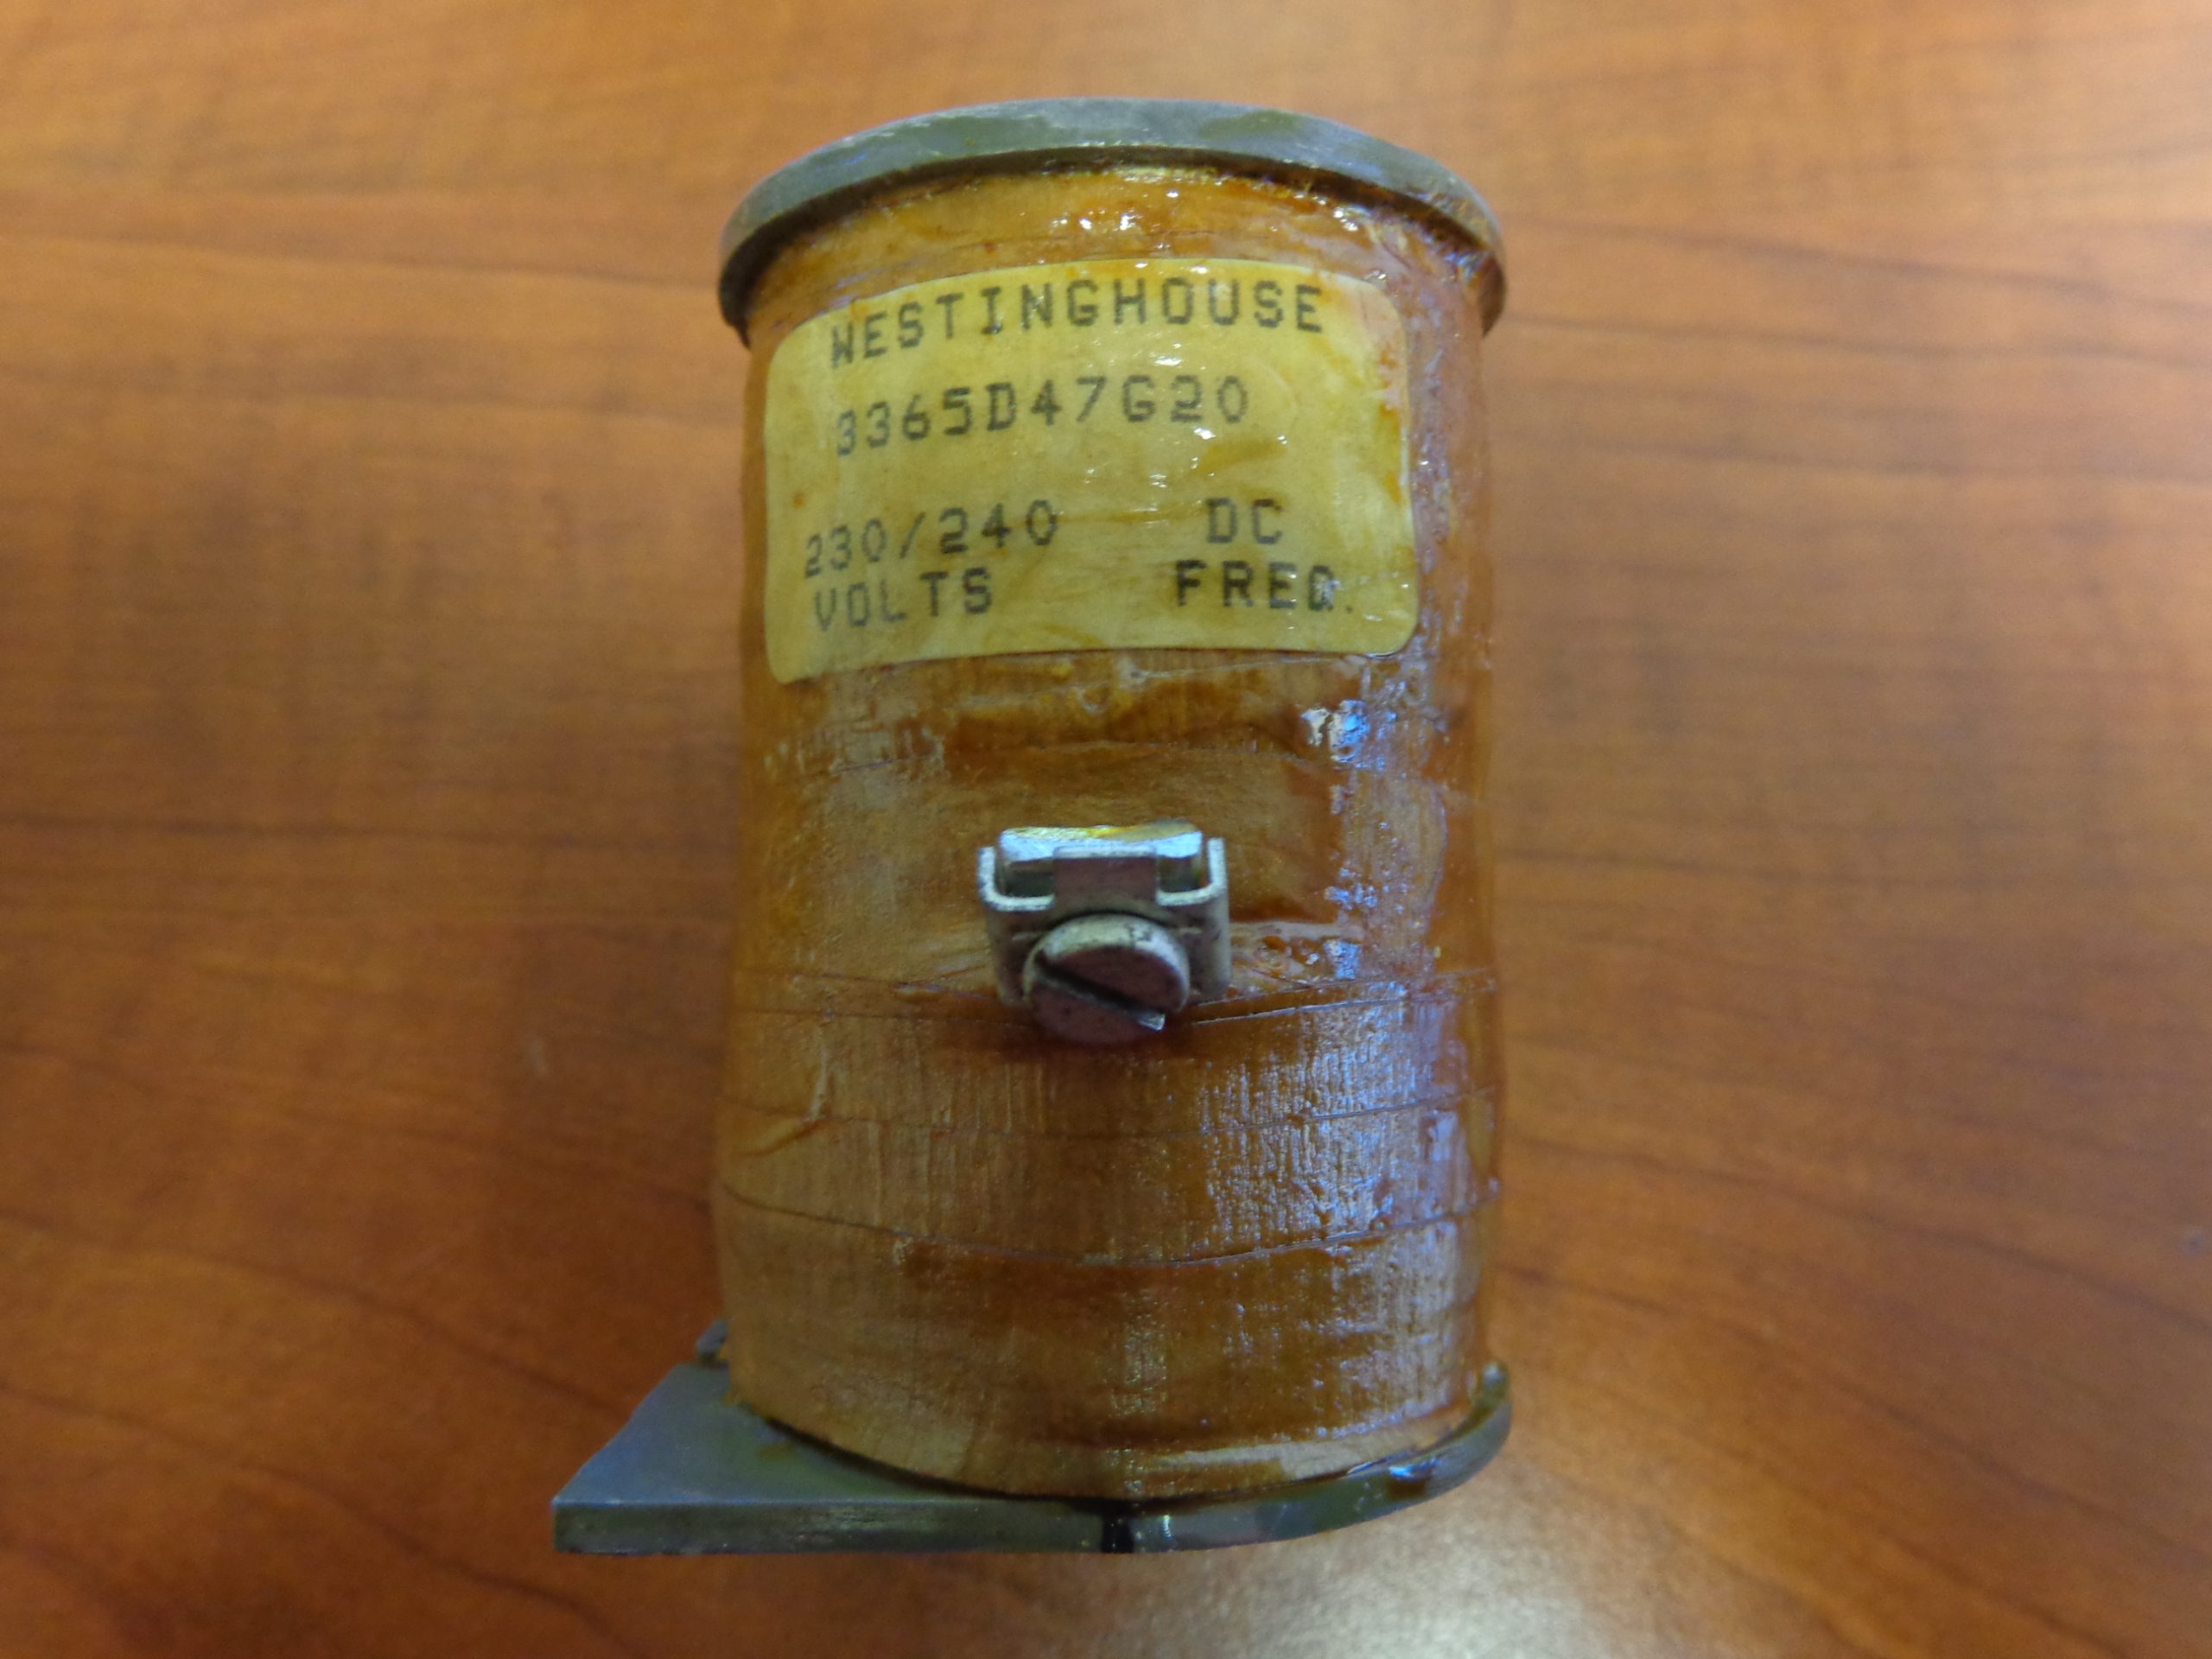 WESTINGHOUSE
3365D47G20
230/240 DC
VOLTS FREQ.